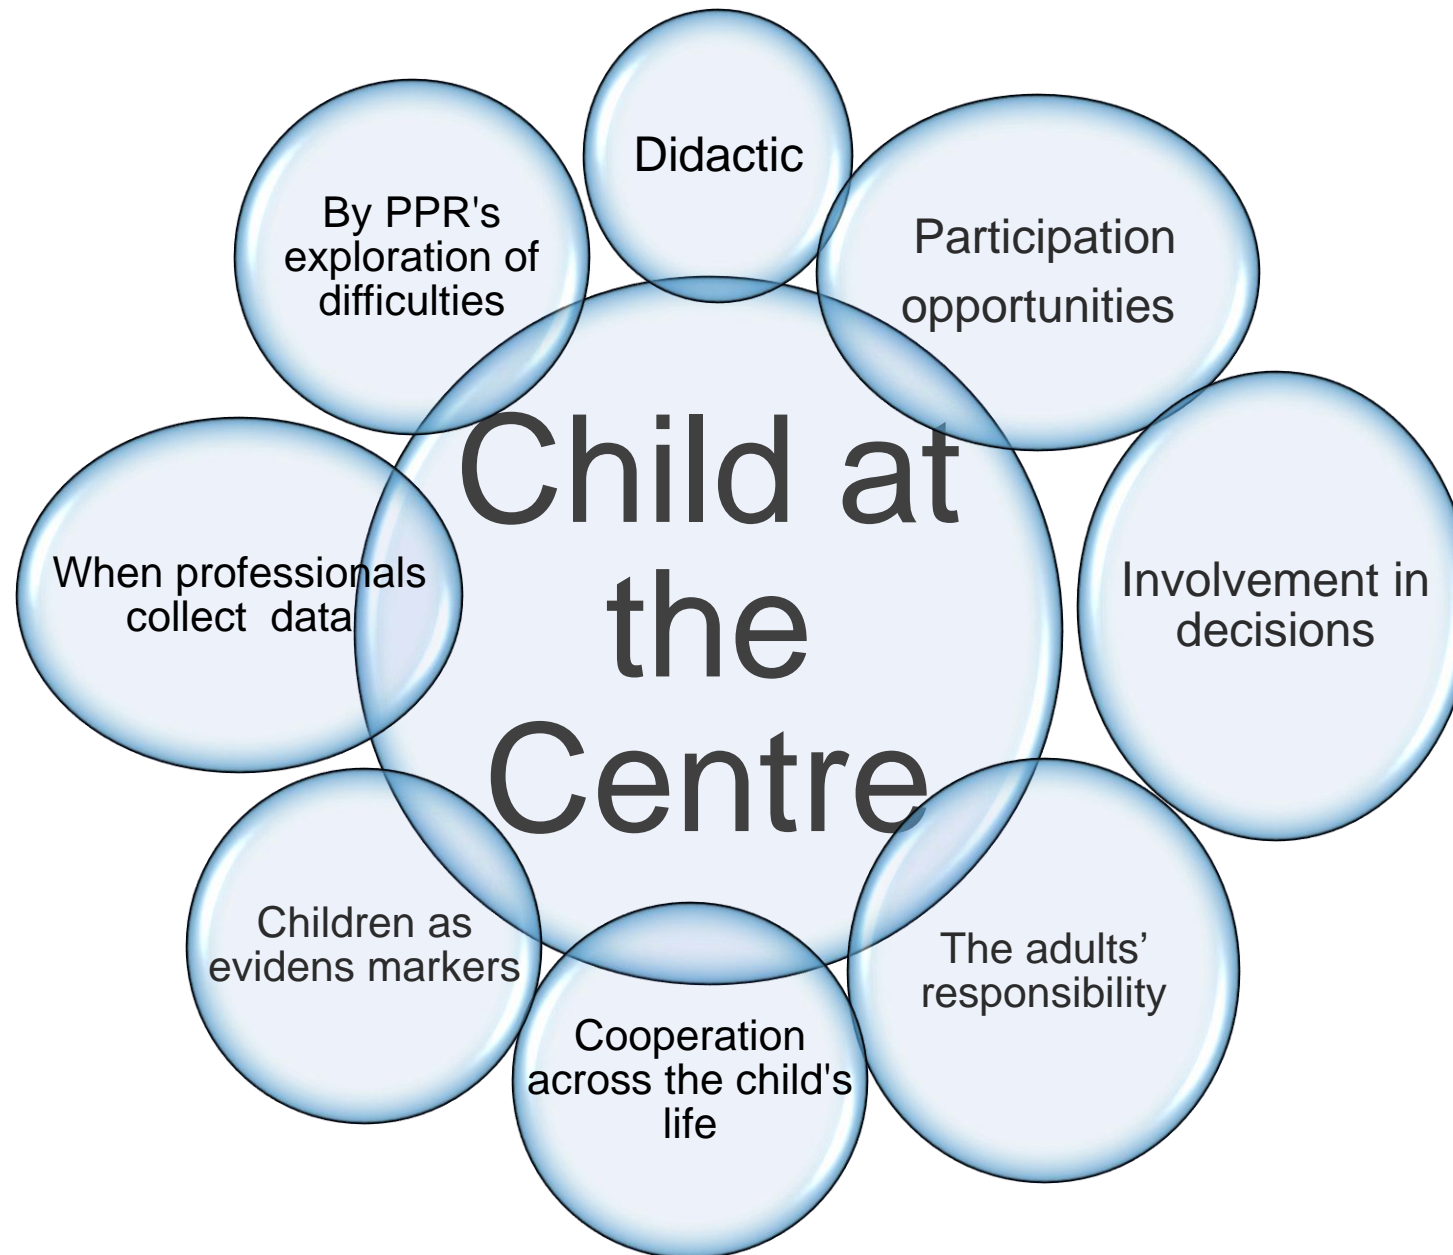 Didactic
Participation
opportunities
Involvement in
decisions
The adults’
responsibility
Cooperation
across the child's
life
Children as
evidens markers
When professionals
collect  data
By PPR's
exploration of
difficulties
Child at
the
Centre